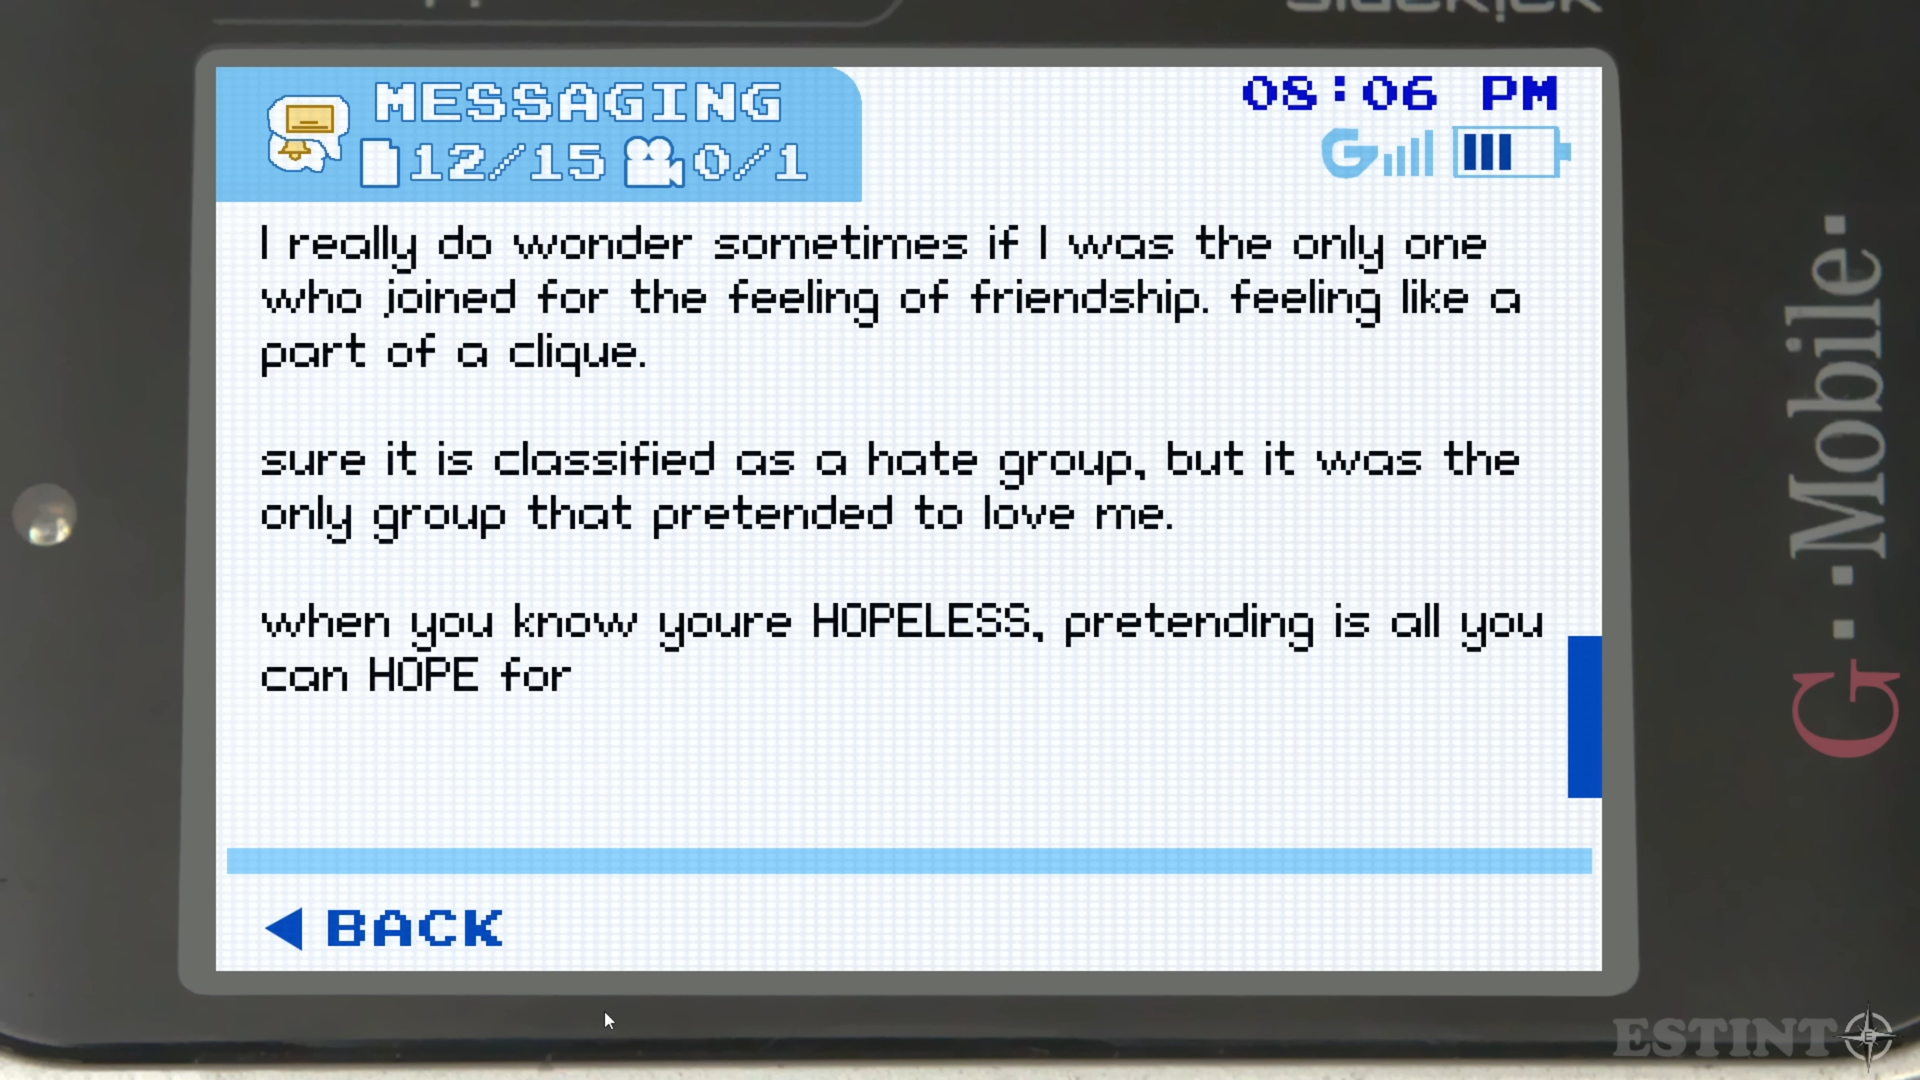 sidekick
MESSAGING
12/15 0/1
08:06 PM
G
I really do wonder sometimes if I was the only one
who joined for the feeling of friendship. feeling like a
part of a clique.
sure it is classified as a hate group, but it was the
only group that pretended to love me.
when you know youre HOPELESS, pretending is all you
can HOPE for
BACK
G··Mobile·
ESTINT
E